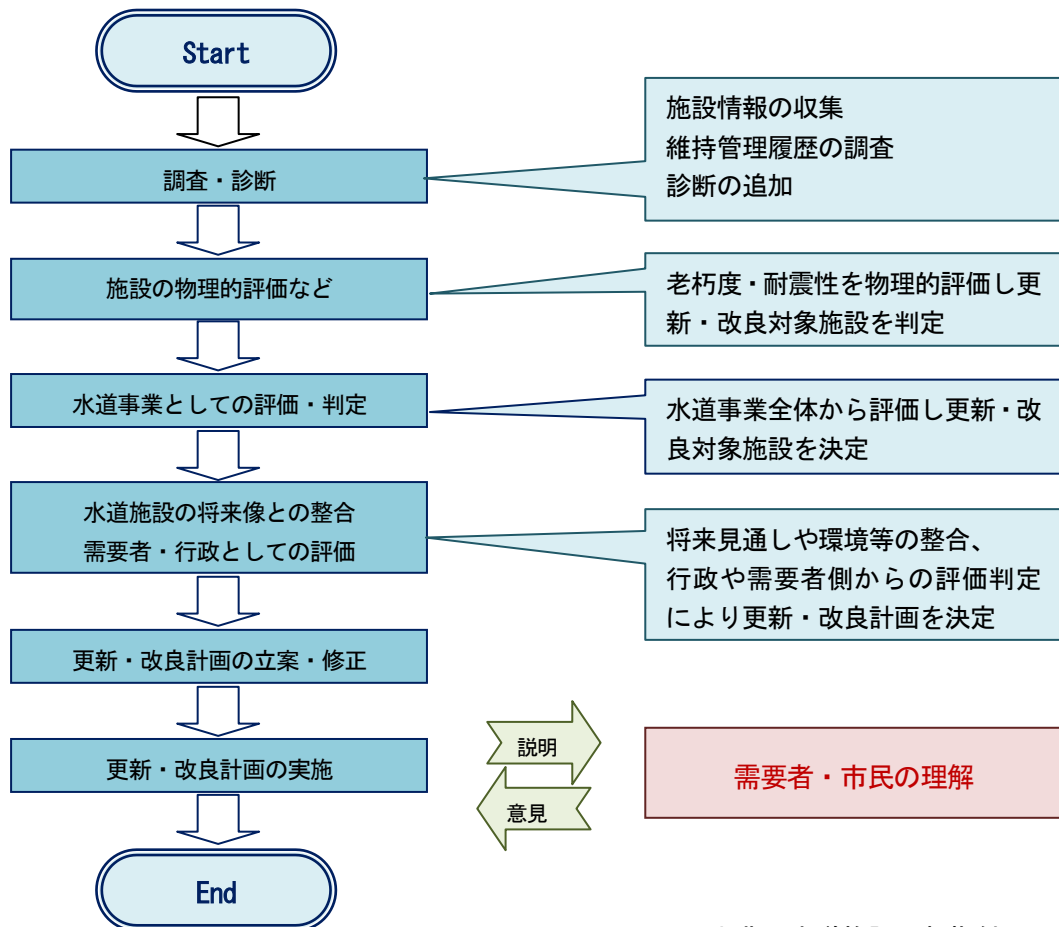 Start
調査・診断
施設情報の収集
維持管理履歴の調査
診断の追加
施設の物理的評価など
老朽度・耐震性を物理的評価し更
新・改良対象施設を判定
水道事業としての評価・判定
水道事業全体から評価し更新・改
良対象施設を決定
水道施設の将来像との整合
需要者・行政としての評価
将来見通しや環境等の整合、
行政や需要者側からの評価判定
により更新・改良計画を決定
更新・改良計画の立案・修正
更新・改良計画の実施
説明
意見
需要者・市民の理解
End